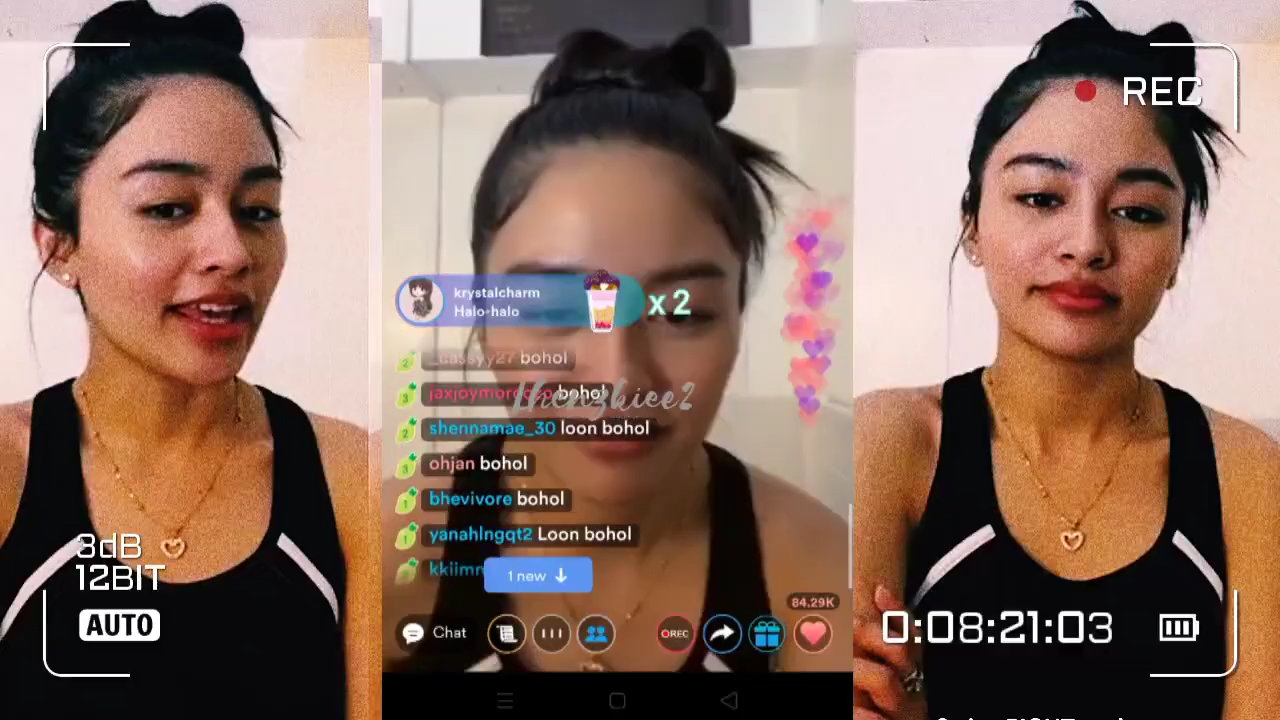 REC
krystalcharm
Halo-halo
x 2
_cassyy27 bohol
bohol
shennamae_30 loon bohol
ohjan bohol
bhevivore bohol
yanahlngqt2 Loon bohol
1 new
3dB
12BIT
AUTO
84.29K
Chat
REC
0:08:21:03